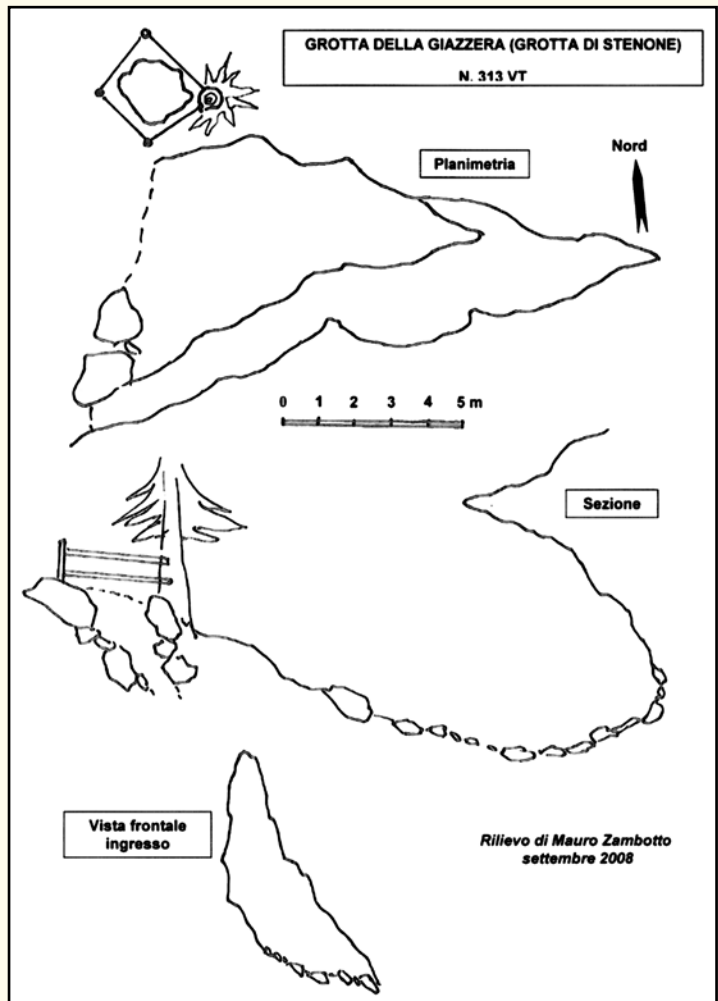 GROTTA DELLA GIAZZERA (GROTTA DI STENONE)
N. 313 VT
Planimetria
Nord
0 1 2 3 4 5 m
Sezione
Vista frontale
ingresso
Rilievo di Mauro Zambotto
settembre 2008